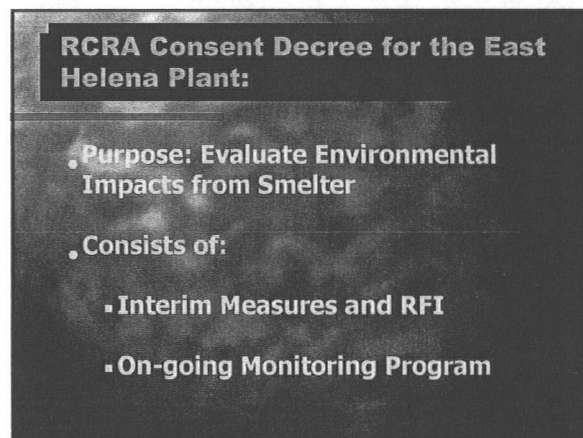 RCRA Consent Decree for the East
Helena Plant:
• Purpose: Evaluate Environmental
Impacts from Smelter
• Consists of:
▪ Interim Measures and RFI
▪ On-going Monitoring Program